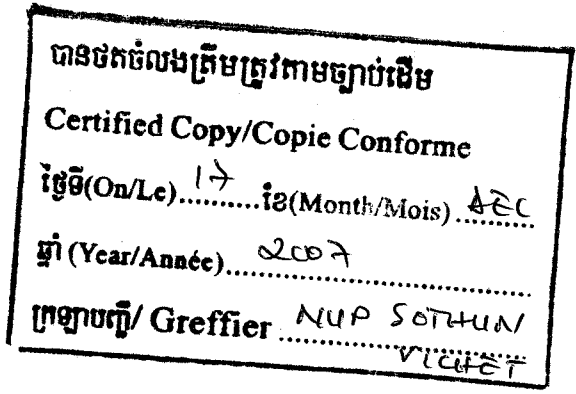 បានថតចំលងត្រឹមត្រូវតាមច្បាប់ដើម
Certified Copy/Copie Conforme
ថ្ងៃទី(On/Le)....17......ខែ(Month/Mois)..DEC
ឆ្នាំ (Year/Année)....2007........
ក្រឡាបញ្ជី/ Greffier ..NUP SOTHUN
VICHET